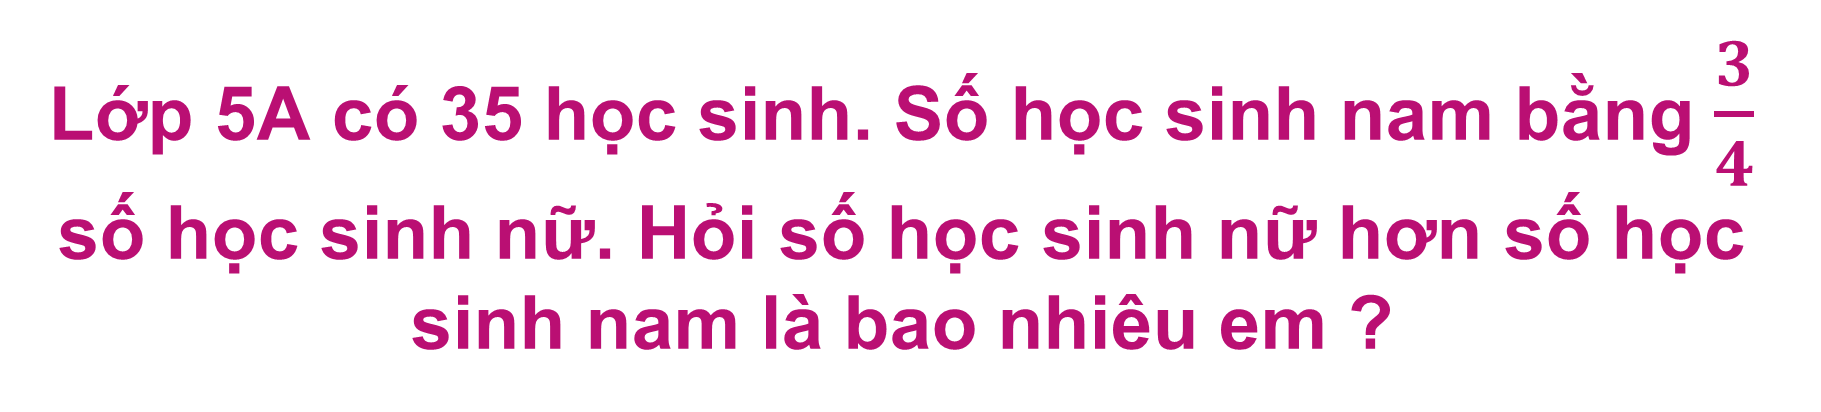 Lớp 5A có 35 học sinh. Số học sinh nam bằng 3/4
số học sinh nữ. Hỏi số học sinh nữ hơn số học
sinh nam là bao nhiêu em ?